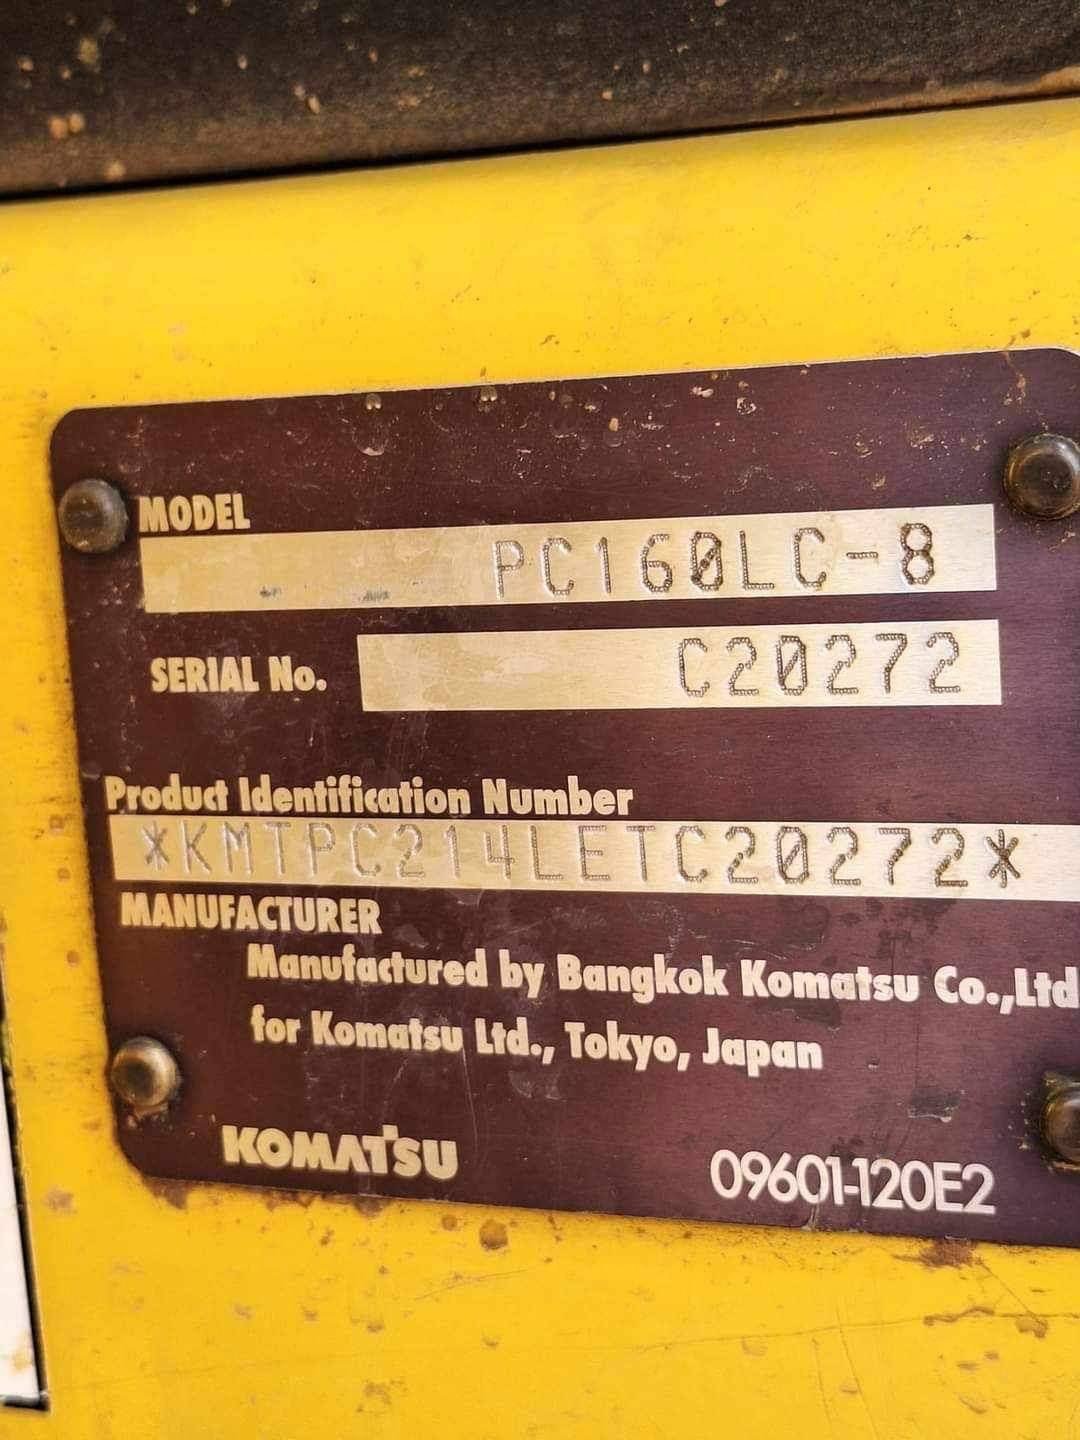 MODEL
PC160LC-8
SERIAL No.
C20272
Product Identification Number
*KMTPC214LETC20272*
MANUFACTURER
Manufactured by Bangkok Komatsu Co.,Ltd
for Komatsu Ltd., Tokyo, Japan
KOMATSU
09601-120E2